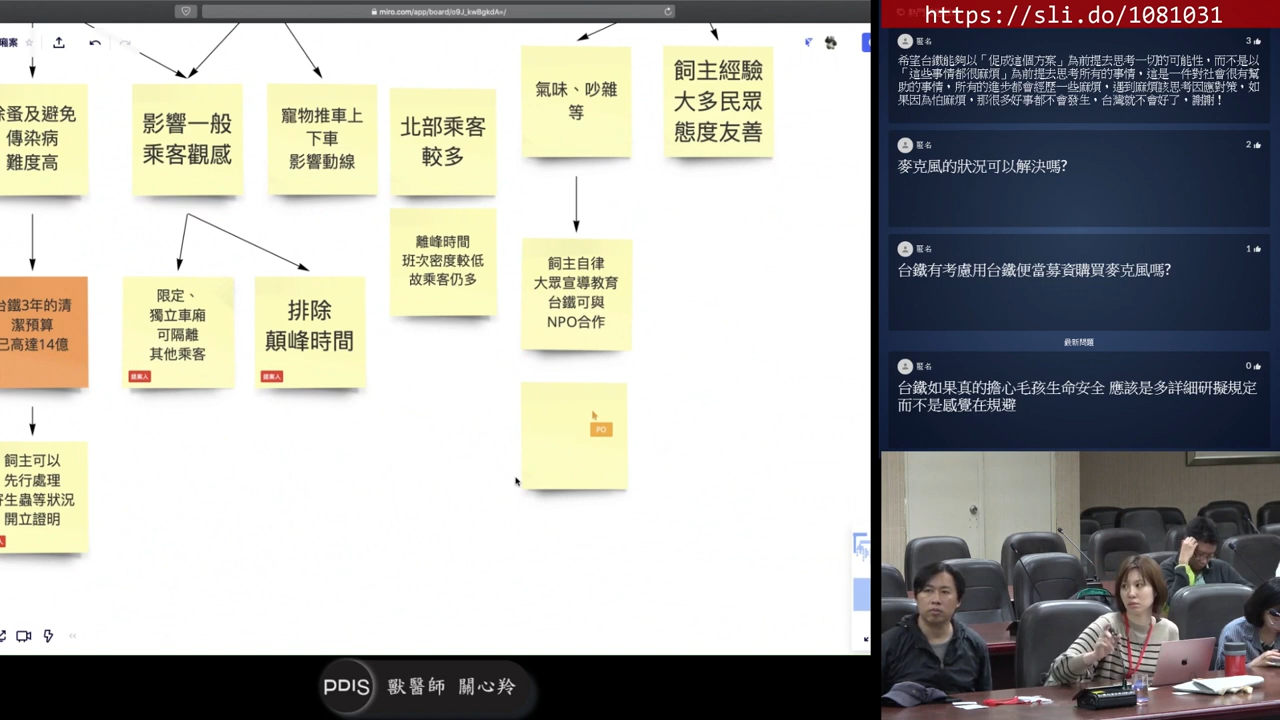 miro.com/app/board/o9J_kwBgkdA=/
https://sli.do/1081031
除蚤及避免
傳染病
難度高
影響一般
乘客觀感
寵物推車上
下車
影響動線
北部乘客
較多
氣味、吵雜
等
飼主經驗
大多民眾
態度友善
離峰時間
班次密度較低
故乘客仍多
飼主自律
大眾宣導教育
台鐵可與
NPO合作
台鐵3年的清
潔預算
已高達14億
限定、
獨立車廂
可隔離
其他乘客
提案人
排除
顛峰時間
提案人
PO
飼主可以
先行處理
寄生蟲等狀況
開立證明
匿名
3
希望台鐵能夠以「促成這個方案」為前提去思考一切的可能性，而不是以
「這些事情都很麻煩」為前提去思考所有的事情，這是一件對社會很有幫
助的事情，所有的進步都會經歷一些麻煩，遇到麻煩該思考因應對策，如
果因為怕麻煩，那很多好事都不會發生，台灣就不會好了，謝謝！
匿名
2
麥克風的狀況可以解決嗎?
匿名
1
台鐵有考慮用台鐵便當募資購買麥克風嗎?
最新問題
匿名
0
台鐵如果真的擔心毛孩生命安全 應該是多詳細研擬規定
而不是感覺在規避
PDIS 獸醫師 關心羚